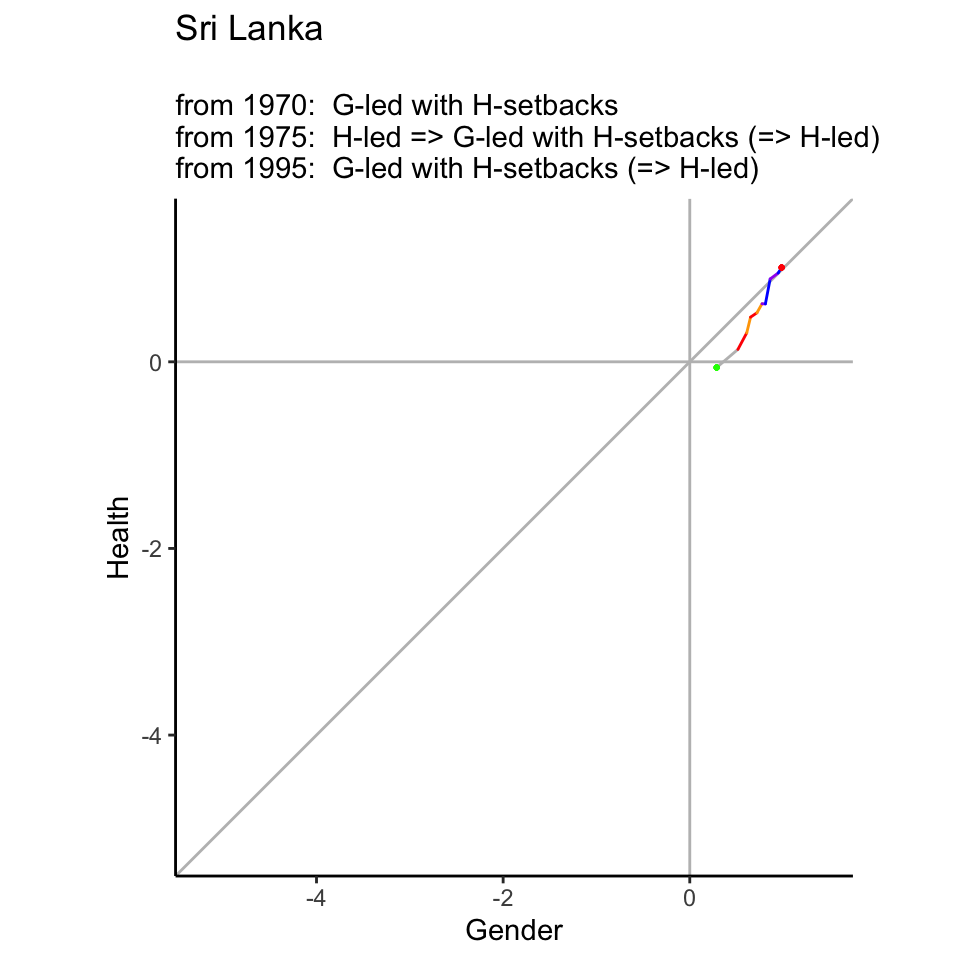 Sri Lanka
from 1970:  G-led with H-setbacks
from 1975:  H-led => G-led with H-setbacks (=> H-led)
from 1995:  G-led with H-setbacks (=> H-led)
0
Health
-2
-4
-4
-2
0
Gender